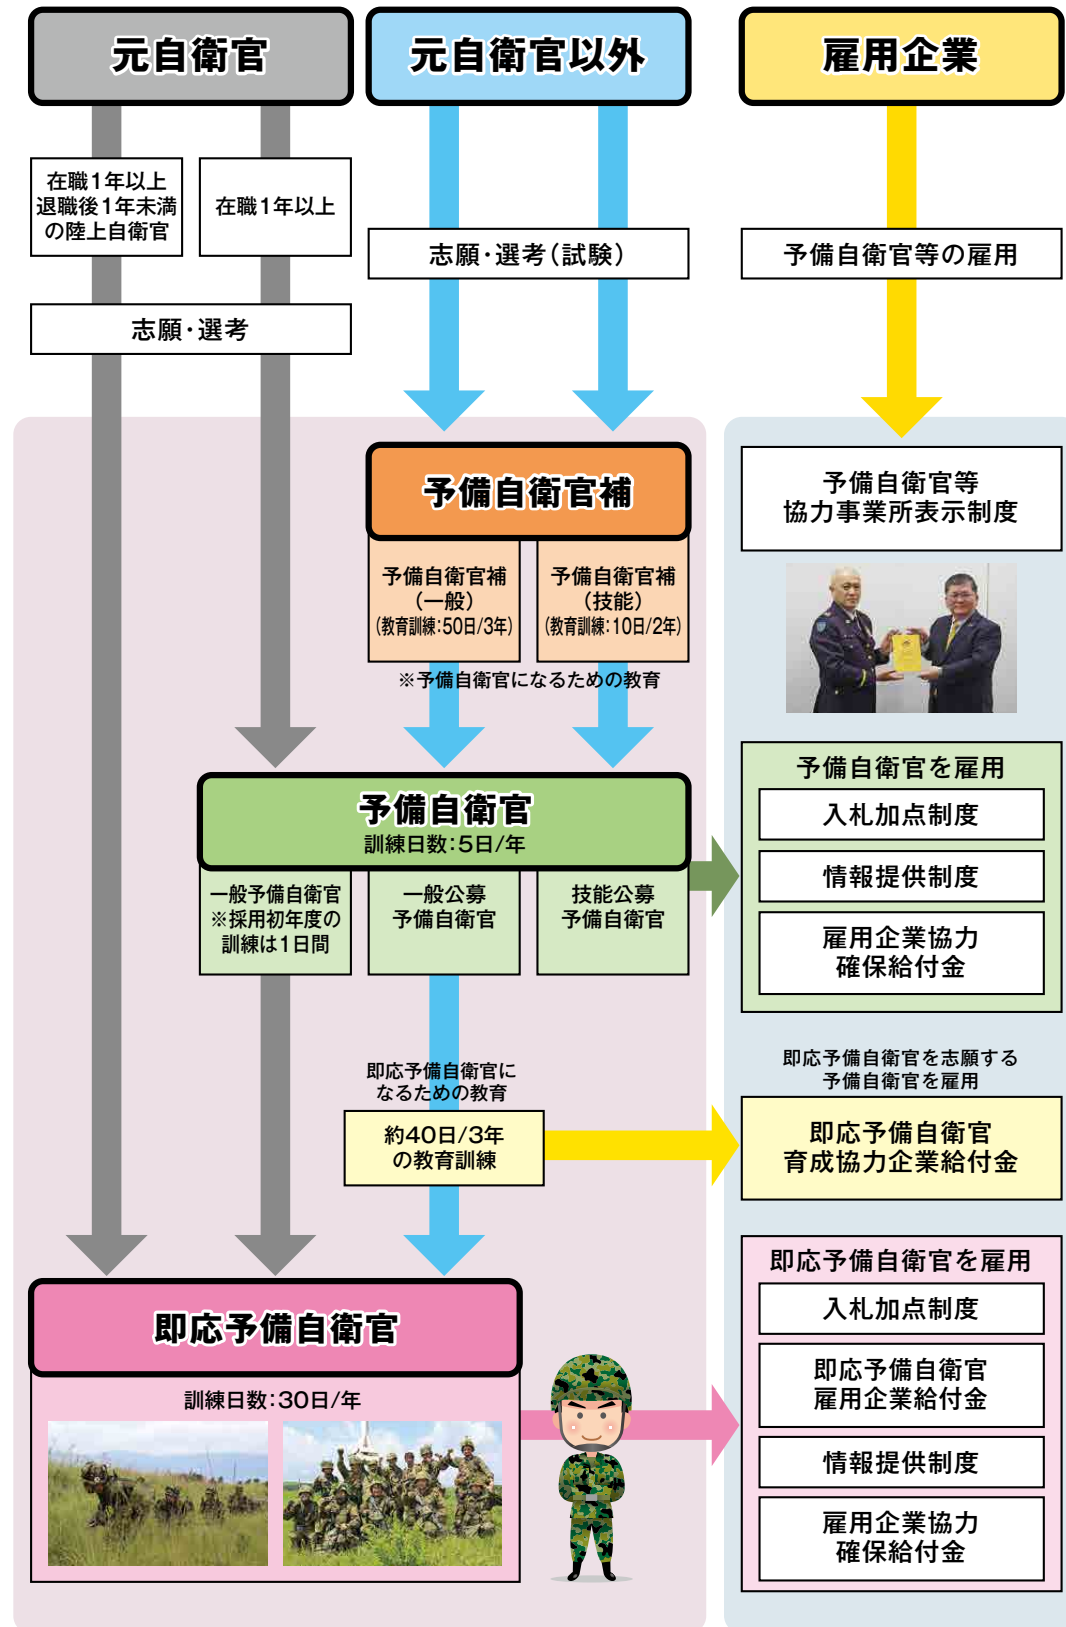 元自衛官
元自衛官以外
雇用企業
在職1年以上
退職後1年未満
の陸上自衛官
在職1年以上
志願・選考
志願・選考(試験)
予備自衛官等の雇用
予備自衛官補
予備自衛官補
(一般)
(教育訓練:50日/3年)
予備自衛官補
(技能)
(教育訓練:10日/2年)
※予備自衛官になるための教育
予備自衛官等
協力事業所表示制度
予備自衛官
訓練日数:5日/年
一般予備自衛官
※採用初年度の
訓練は1日間
一般公募
予備自衛官
技能公募
予備自衛官
予備自衛官を雇用
入札加点制度
情報提供制度
雇用企業協力
確保給付金
即応予備自衛官に
なるための教育
約40日/3年
の教育訓練
即応予備自衛官を志願する
予備自衛官を雇用
即応予備自衛官
育成協力企業給付金
即応予備自衛官
訓練日数:30日/年
即応予備自衛官を雇用
入札加点制度
即応予備自衛官
雇用企業給付金
情報提供制度
雇用企業協力
確保給付金